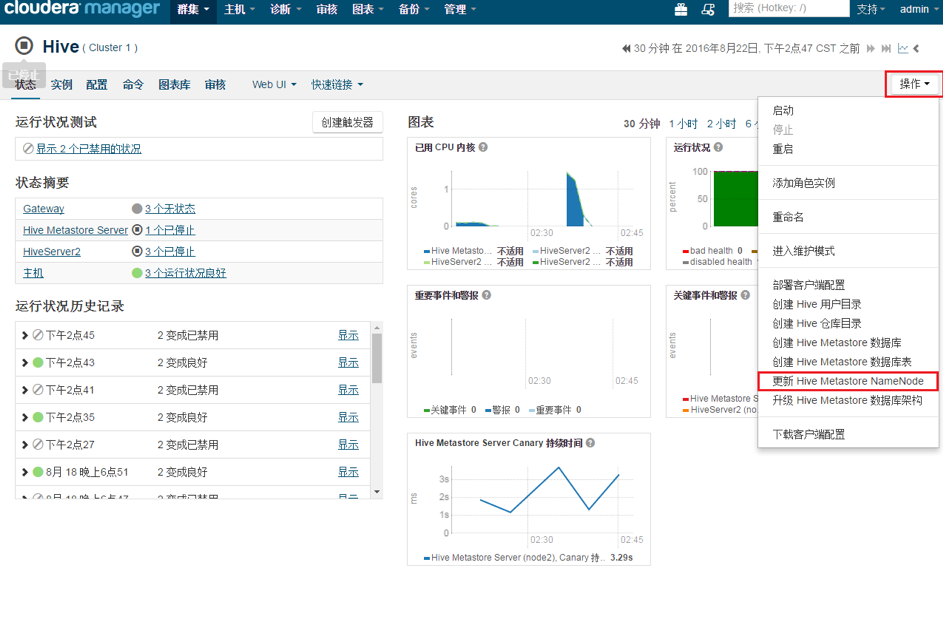 cloudera manager 群集 主机 诊断 审核 图表 备份 管理 搜索 (Hotkey: /) 支持 admin
Hive ( Cluster 1 ) 30 分钟 在 2016年8月22日, 下午2点47 CST 之前
已停止
状态 实例 配置 命令 图表库 审核 Web UI 快速链接 操作
运行状况测试 创建触发器
显示 2 个已禁用的状况
状态摘要
Gateway 3 个无状态
Hive Metastore Server 1 个已停止
HiveServer2 3 个已停止
主机 3 个运行状况良好
运行状况历史记录
下午2点45 2 变成已禁用 显示
下午2点43 2 变成良好 显示
下午2点41 2 变成已禁用 显示
下午2点35 2 变成良好 显示
下午2点27 2 变成已禁用 显示
8月 18 晚上6点51 2 变成良好 显示
8月 18 晚上6点47 2 变成已禁用 显示
图表 30 分钟 1 小时 2 小时 6
已用 CPU 内核
cores
1
0
02:30 02:45
Hive Metasto... 不适用 HiveServer2 ... 不适用
HiveServer2 ... 不适用 HiveServer2 ... 不适用
运行状况
percent
100
50
0
bad health 0
disabled health
重要事件和警报
events
02:30 02:45
关键事件 0 警报 0 重要事件 0
关键事件和警报
events
Hive Metastore S
HiveServer2 (no
Hive Metastore Server Canary 持续时间
ms
3s
2s
1s
0
02:30 02:45
Hive Metastore Server (node2), Canary 持.. 3.29s
启动
停止
重启
添加角色实例
重命名
进入维护模式
部署客户端配置
创建 Hive 用户目录
创建 Hive 仓库目录
创建 Hive Metastore 数据库
创建 Hive Metastore 数据库表
更新 Hive Metastore NameNode
升级 Hive Metastore 数据库架构
下载客户端配置